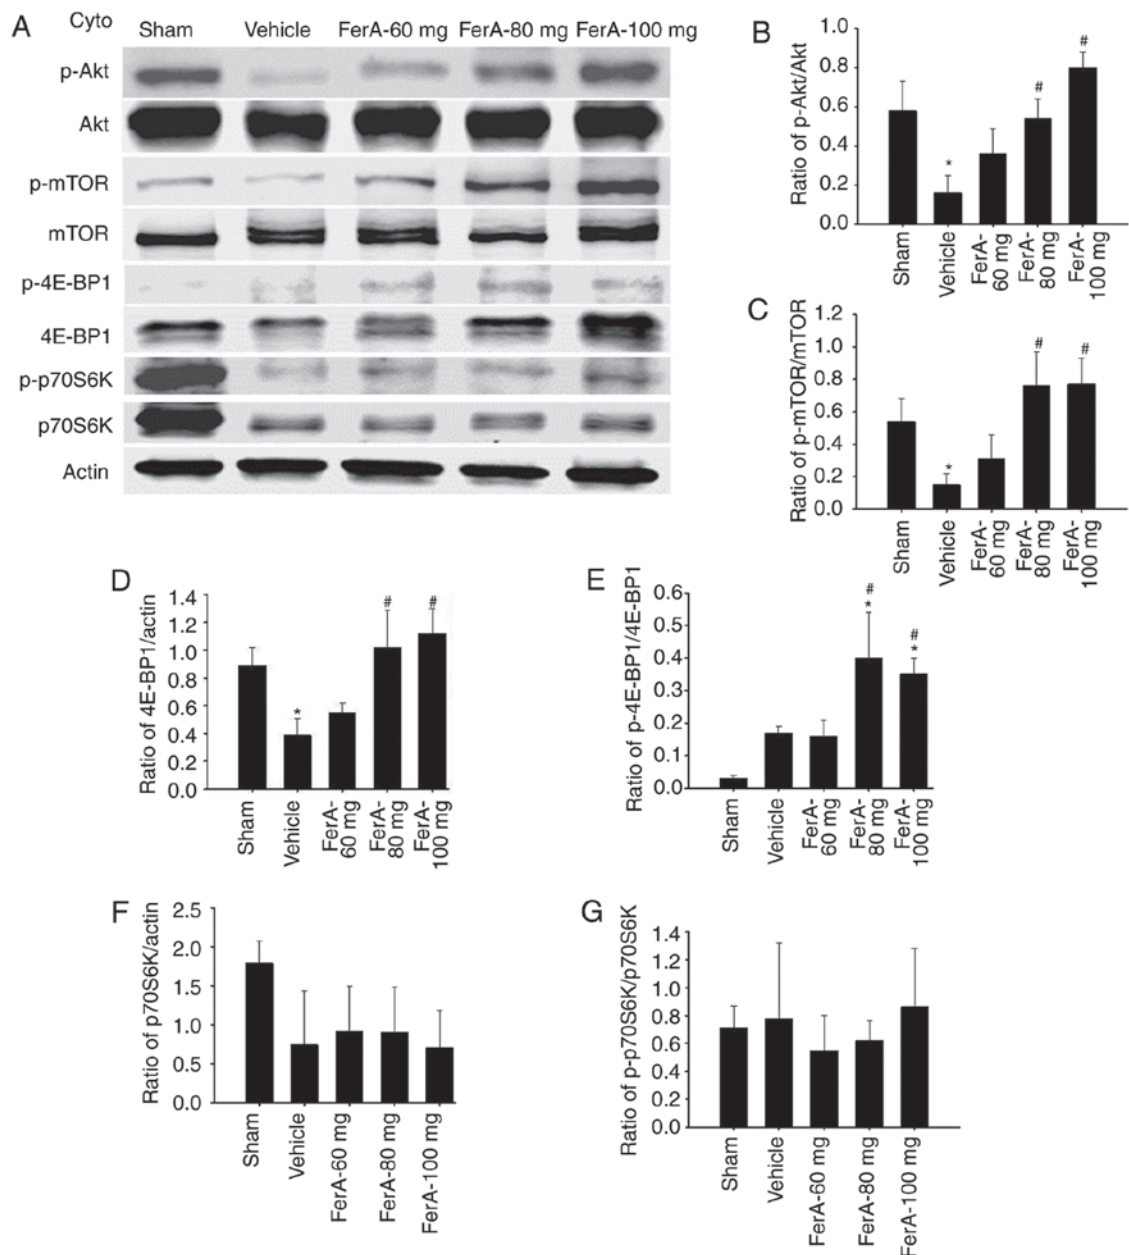 A
Cyto Sham Vehicle FerA-60 mg FerA-80 mg FerA-100 mg
p-Akt
Akt
p-mTOR
mTOR
p-4E-BP1
4E-BP1
p-p70S6K
p70S6K
Actin
B
Ratio of p-Akt/Akt
1.0
0.8
0.6
0.4
0.2
0.0
*
#
#
Sham
Vehicle
FerA-
60 mg
FerA-
80 mg
FerA-
100 mg
C
Ratio of p-mTOR/mTOR
1.2
1.0
0.8
0.6
0.4
0.2
0.0
*
#
#
Sham
Vehicle
FerA-
60 mg
FerA-
80 mg
FerA-
100 mg
D
Ratio of 4E-BP1/actin
1.4
1.2
1.0
0.8
0.6
0.4
0.2
0.0
*
#
#
Sham
Vehicle
FerA-
60 mg
FerA-
80 mg
FerA-
100 mg
E
Ratio of p-4E-BP1/4E-BP1
0.6
0.5
0.4
0.3
0.2
0.1
0.0
#
*
#
*
Sham
Vehicle
FerA-
60 mg
FerA-
80 mg
FerA-
100 mg
F
Ratio of p70S6K/actin
2.5
2.0
1.5
1.0
0.5
0.0
Sham
Vehicle
FerA-60 mg
FerA-80 mg
FerA-100 mg
G
Ratio of p-p70S6K/p70S6K
1.4
1.2
1.0
0.8
0.6
0.4
0.2
0.0
Sham
Vehicle
FerA-60 mg
FerA-80 mg
FerA-100 mg